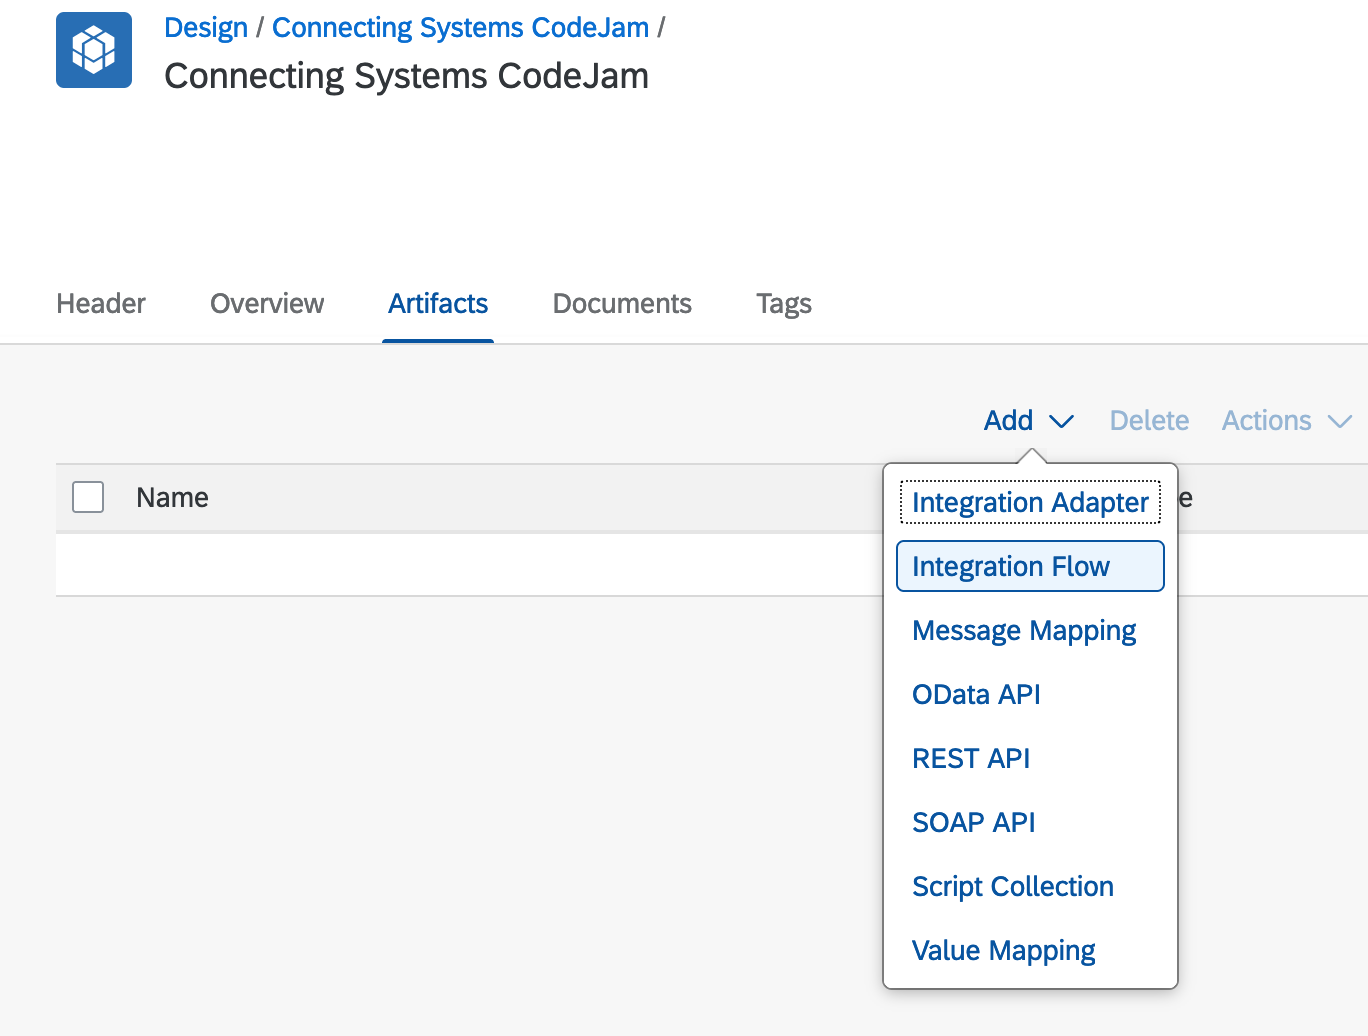 Design / Connecting Systems CodeJam /
Connecting Systems CodeJam
Header Overview Artifacts Documents Tags
Add Delete Actions
Name e
Integration Adapter
Integration Flow
Message Mapping
OData API
REST API
SOAP API
Script Collection
Value Mapping